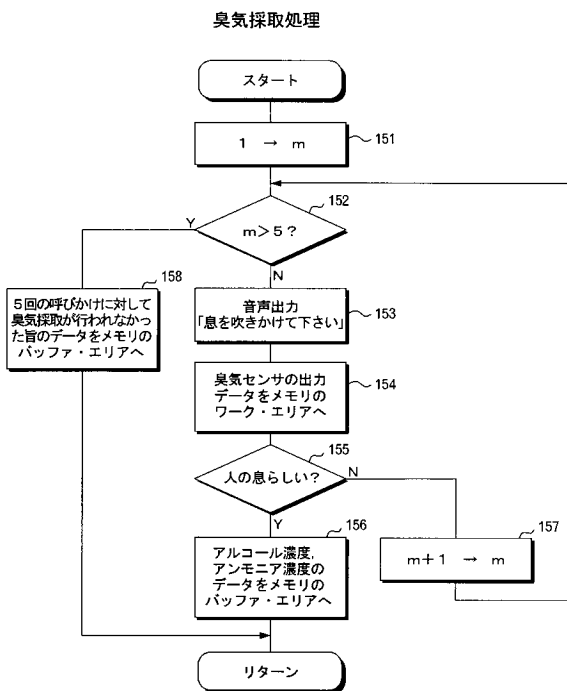 臭気採取処理
スタート
1 → m
151
m>5?
152
Y
N
5回の呼びかけに対して
臭気採取が行われなかっ
た旨のデータをメモリの
バッファ・エリアへ
158
音声出力
「息を吹きかけて下さい」
153
臭気センサの出力
データをメモリの
ワーク・エリアへ
154
人の息らしい?
155
N
Y
アルコール濃度,
アンモニア濃度の
データをメモリの
バッファ・エリアへ
156
m+1 → m
157
リターン